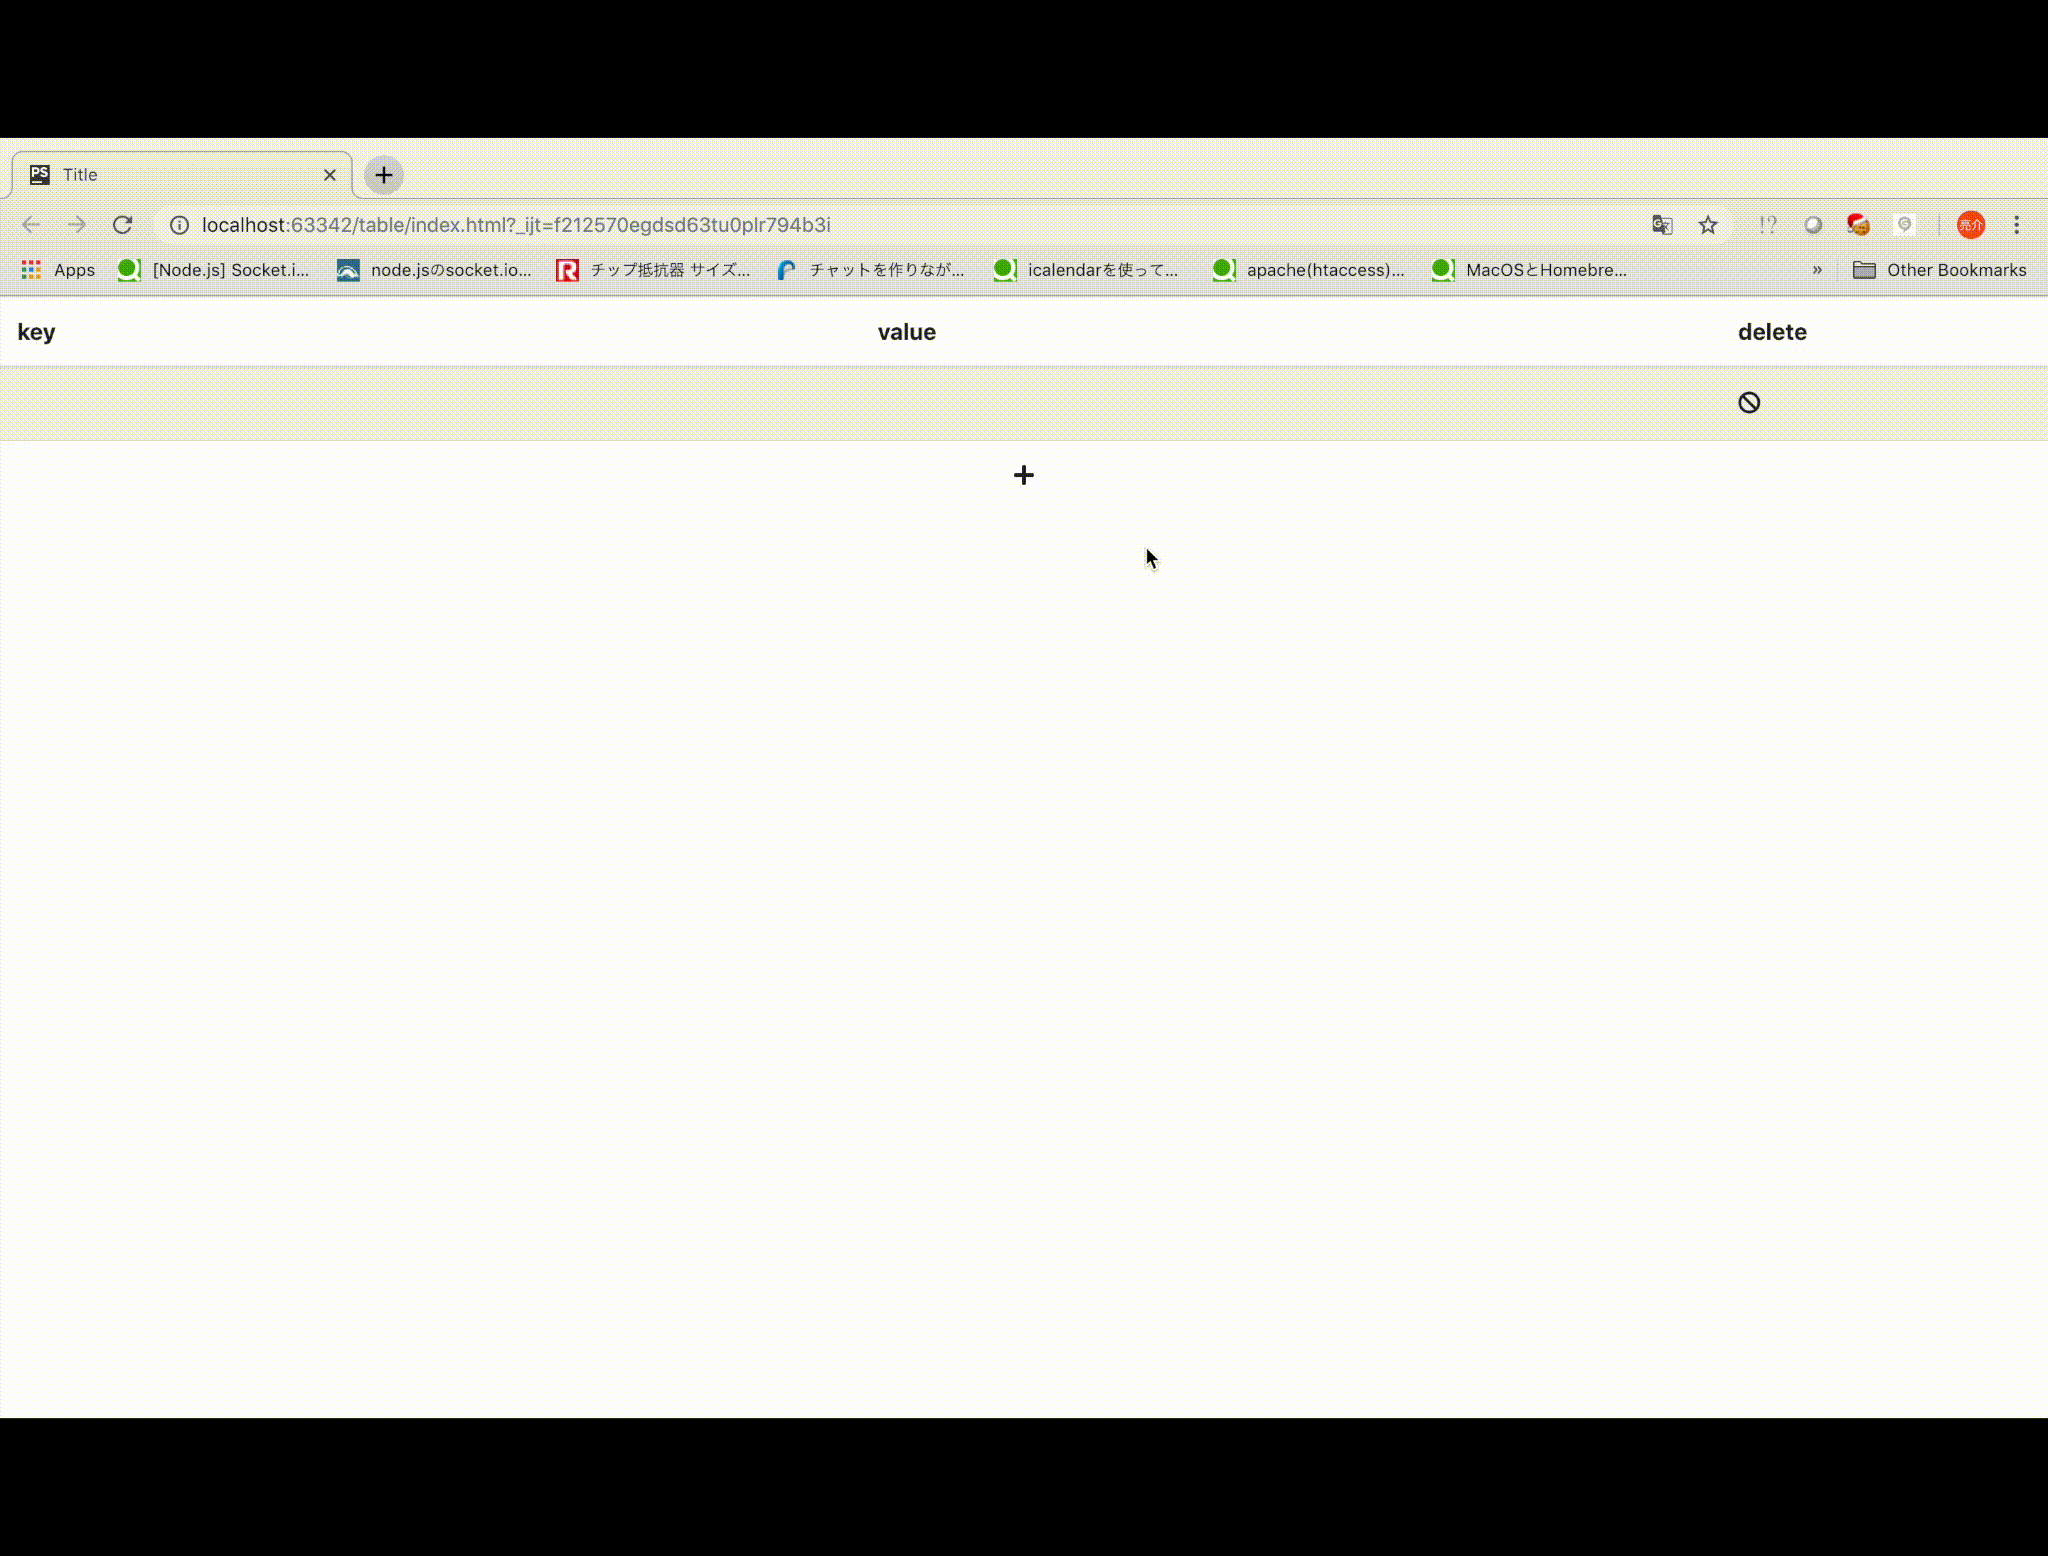 PS Title
localhost:63342/table/index.html?_ijt=f212570egdsd63tu0plr794b3i !? 亮介
Apps [Node.js] Socket.i... node.jsのsocket.io... R チップ抵抗器 サイズ... チャットを作りなが... icalendarを使って... apache(htaccess)... MacOSとHomebre... » Other Bookmarks
key value delete